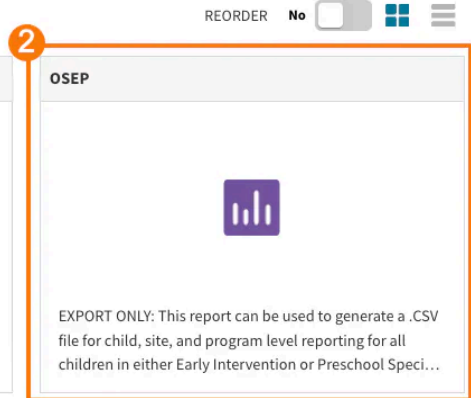 REORDER No
2
OSEP
EXPORT ONLY: This report can be used to generate a .CSV
file for child, site, and program level reporting for all
children in either Early Intervention or Preschool Speci...